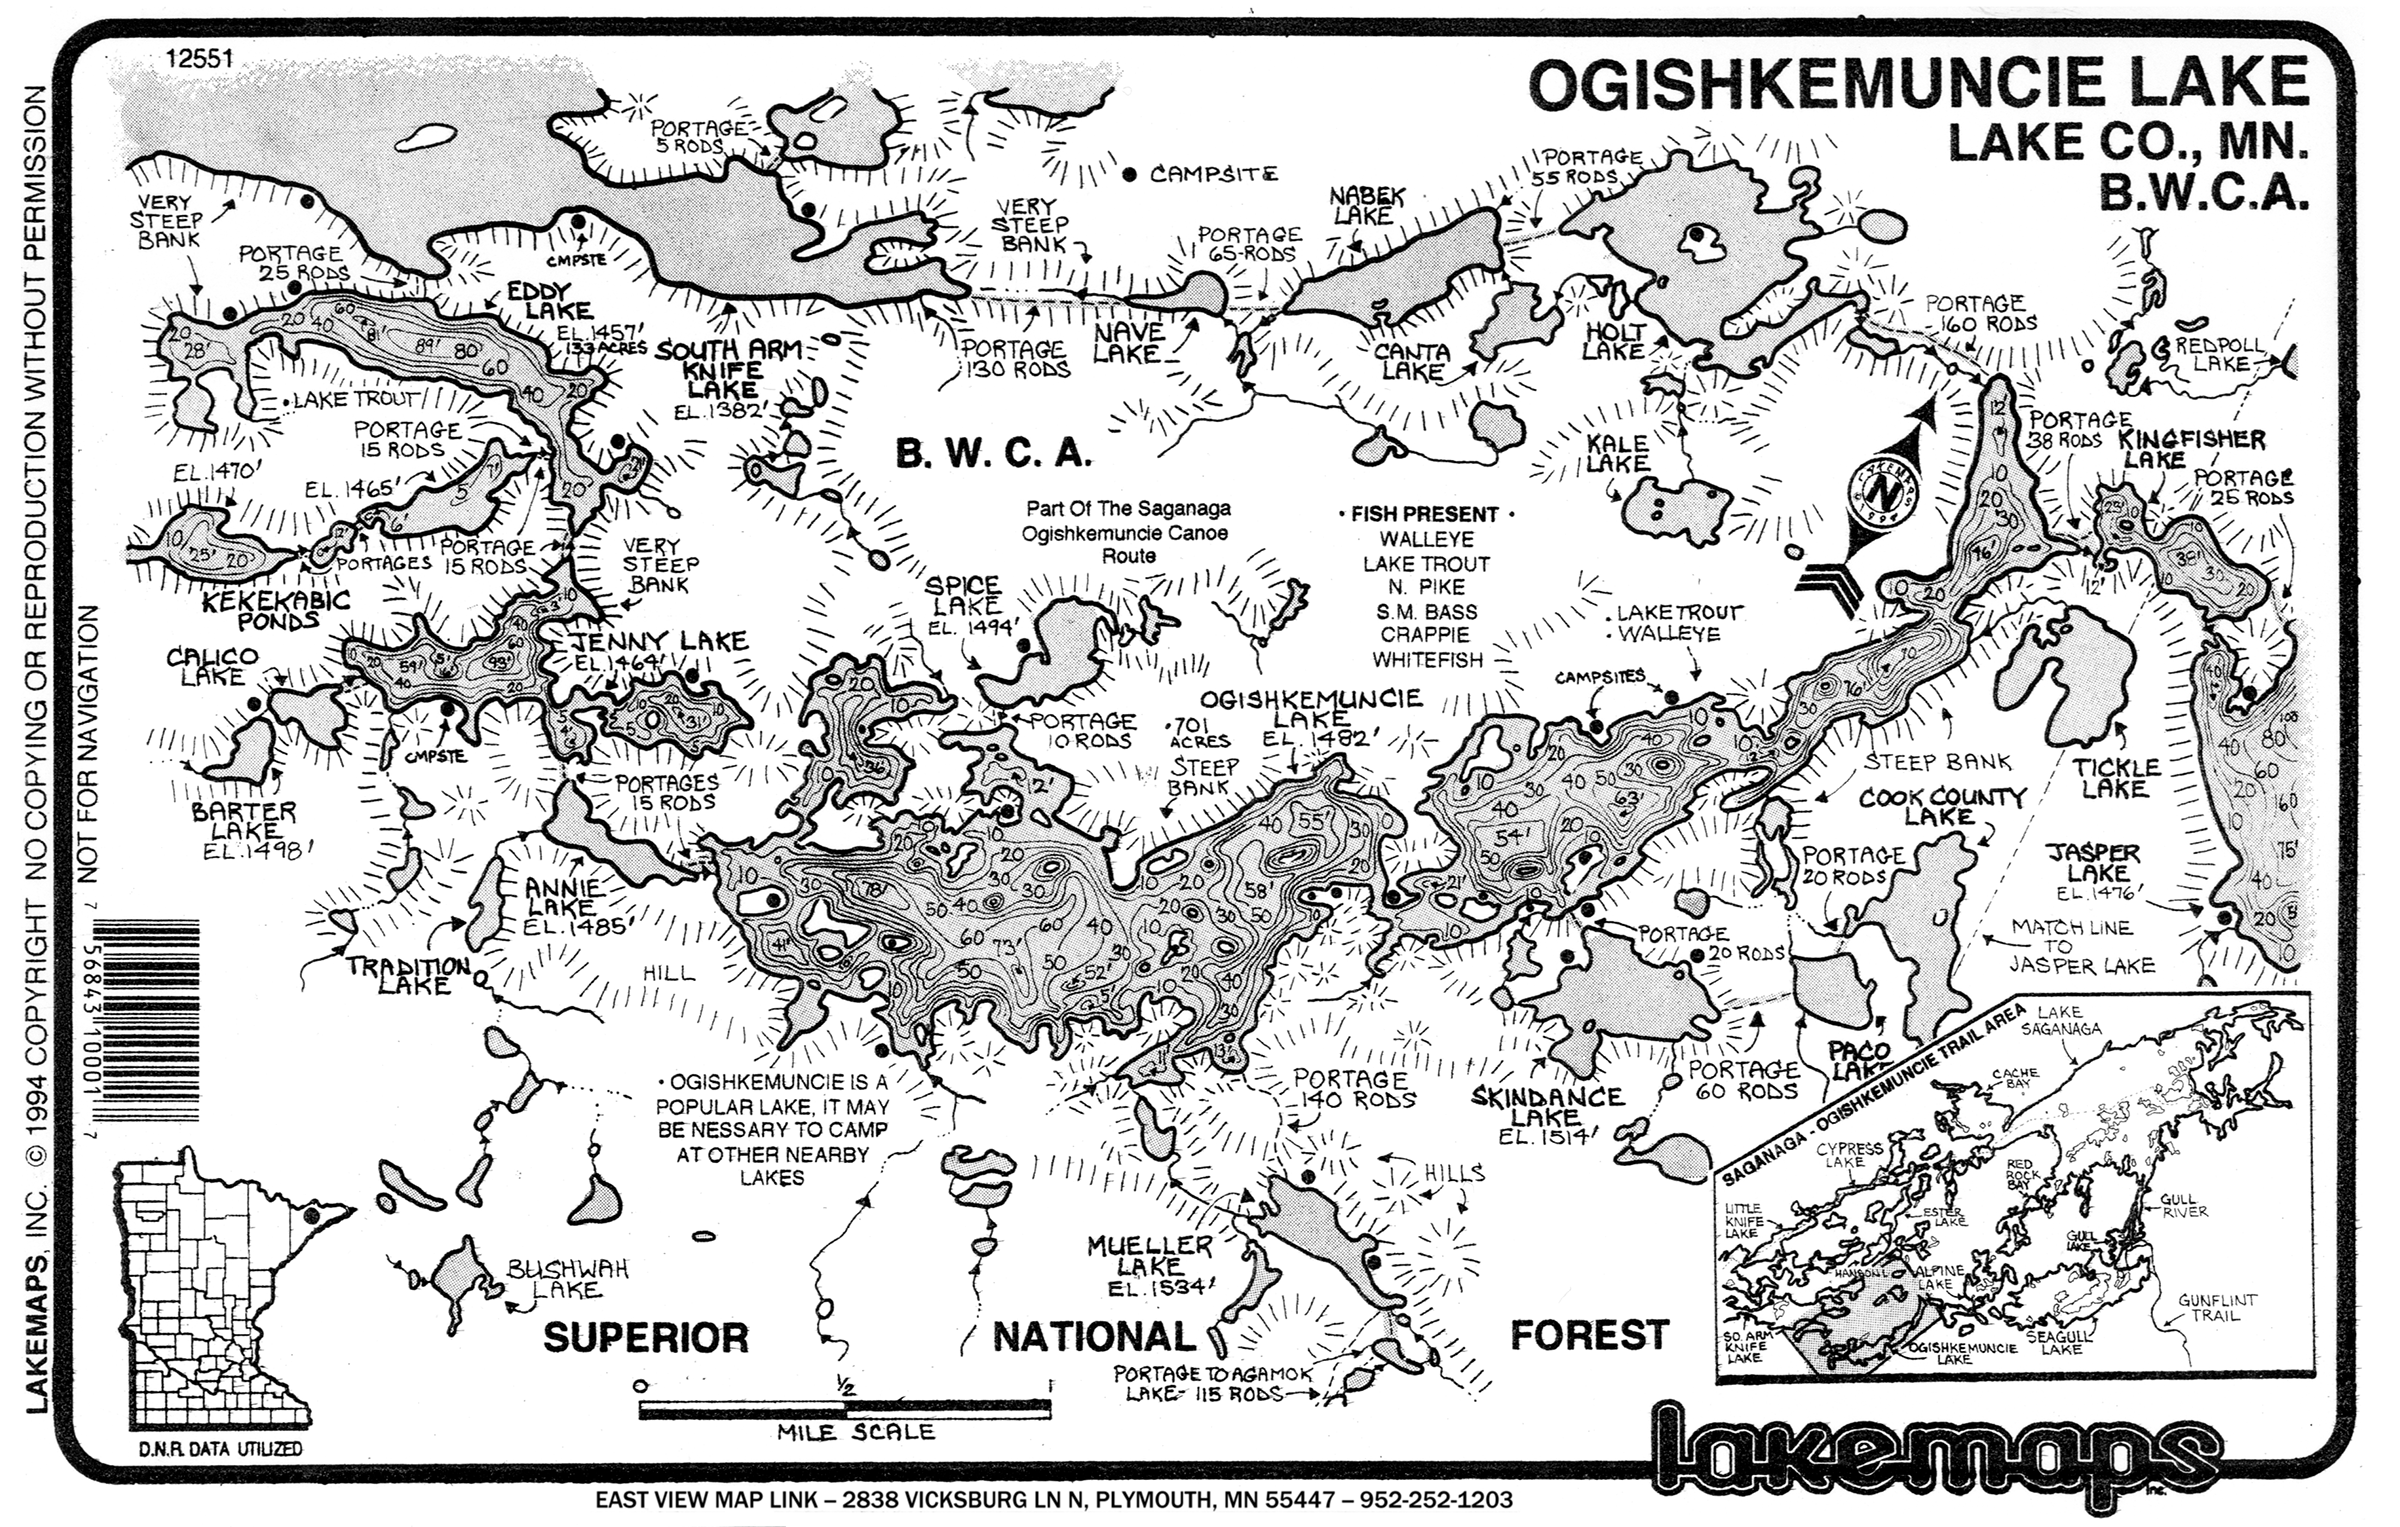 12551
OGISHKEMUNCIE LAKE
LAKE CO., MN.
B.W.C.A.
LAKEMAPS, INC. © 1994 COPYRIGHT NO COPYING OR REPRODUCTION WITHOUT PERMISSION
NOT FOR NAVIGATION
PORTAGE
5 RODS
CAMPSITE
PORTAGE
55 RODS
VERY
STEEP
BANK
NABEK
LAKE
VERY
STEEP
BANK
PORTAGE
25 RODS
CMPSTE
PORTAGE
65 RODS
EDDY
LAKE
EL. 1457'
133 ACRES
SOUTH ARM
KNIFE
LAKE
EL. 1382'
NAVE
LAKE
PORTAGE
130 RODS
CANTA
LAKE
HOLT
LAKE
PORTAGE
160 RODS
REDPOLL
LAKE
• LAKE TROUT
PORTAGE
15 RODS
EL. 1470'
EL. 1465'
B. W. C. A.
KALE
LAKE
N
LAKEMAPS
© 1994
PORTAGE
38 RODS
KINGFISHER
LAKE
PORTAGE
25 RODS
Part Of The Saganaga
Ogishkemuncie Canoe
Route
• FISH PRESENT •
WALLEYE
LAKE TROUT
N. PIKE
S.M. BASS
CRAPPIE
WHITEFISH
PORTAGES
PORTAGE
15 RODS
VERY
STEEP
BANK
KEKEKABIC
PONDS
SPICE
LAKE
EL. 1494'
• LAKE TROUT
• WALLEYE
CALICO
LAKE
JENNY LAKE
EL. 1464'
CAMPSITES
OGISHKEMUNCIE
LAKE
EL. 1482'
• 701
ACRES
PORTAGE
10 RODS
STEEP
BANK
CMPSTE
PORTAGES
15 RODS
STEEP BANK
TICKLE
LAKE
BARTER
LAKE
EL. 1498'
COOK COUNTY
LAKE
PORTAGE
20 RODS
JASPER
LAKE
EL. 1476'
ANNIE
LAKE
EL. 1485'
TRADITION
LAKE
HILL
PORTAGE
20 RODS
MATCH LINE
TO
JASPER LAKE
• OGISHKEMUNCIE IS A
POPULAR LAKE, IT MAY
BE NESSARY TO CAMP
AT OTHER NEARBY
LAKES
PORTAGE
140 RODS
SKINDANCE
LAKE
EL. 1514'
PORTAGE
60 RODS
PACO
LAKE
HILLS
BUSHWAH
LAKE
MUELLER
LAKE
EL. 1534'
PORTAGE TO AGAMOK
LAKE - 115 RODS
SUPERIOR NATIONAL FOREST
0 1/2 1
MILE SCALE
7 56843 10001 7
D.N.R. DATA UTILIZED
SAGANAGA - OGISHKEMUNCIE TRAIL AREA
LAKE
SAGANAGA
CACHE
BAY
CYPRESS
LAKE
RED
ROCK
BAY
GULL
RIVER
LITTLE
KNIFE
LAKE
ESTER
LAKE
GULL
LAKE
HANSON L.
ALPINE
LAKE
GUNFLINT
TRAIL
SO. ARM
KNIFE
LAKE
OGISHKEMUNCIE
LAKE
SEAGULL
LAKE
lakemaps
Inc.
EAST VIEW MAP LINK – 2838 VICKSBURG LN N, PLYMOUTH, MN 55447 – 952-252-1203